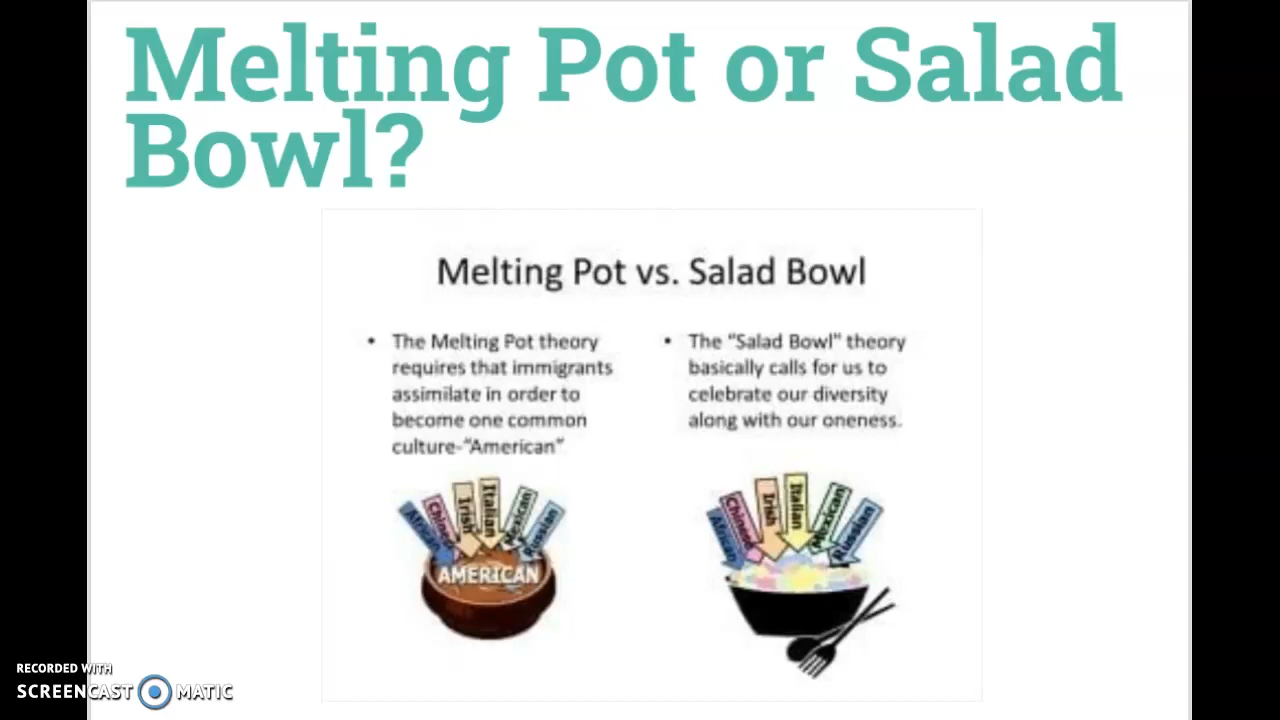 Melting Pot or Salad
Bowl?
Melting Pot vs. Salad Bowl
• The Melting Pot theory
requires that immigrants
assimilate in order to
become one common
culture-“American”
African
Chinese
Irish
Italian
Mexican
Russian
AMERICAN
• The “Salad Bowl” theory
basically calls for us to
celebrate our diversity
along with our oneness.
African
Chinese
Irish
Italian
Mexican
Russian
RECORDED WITH
SCREENCAST MATIC